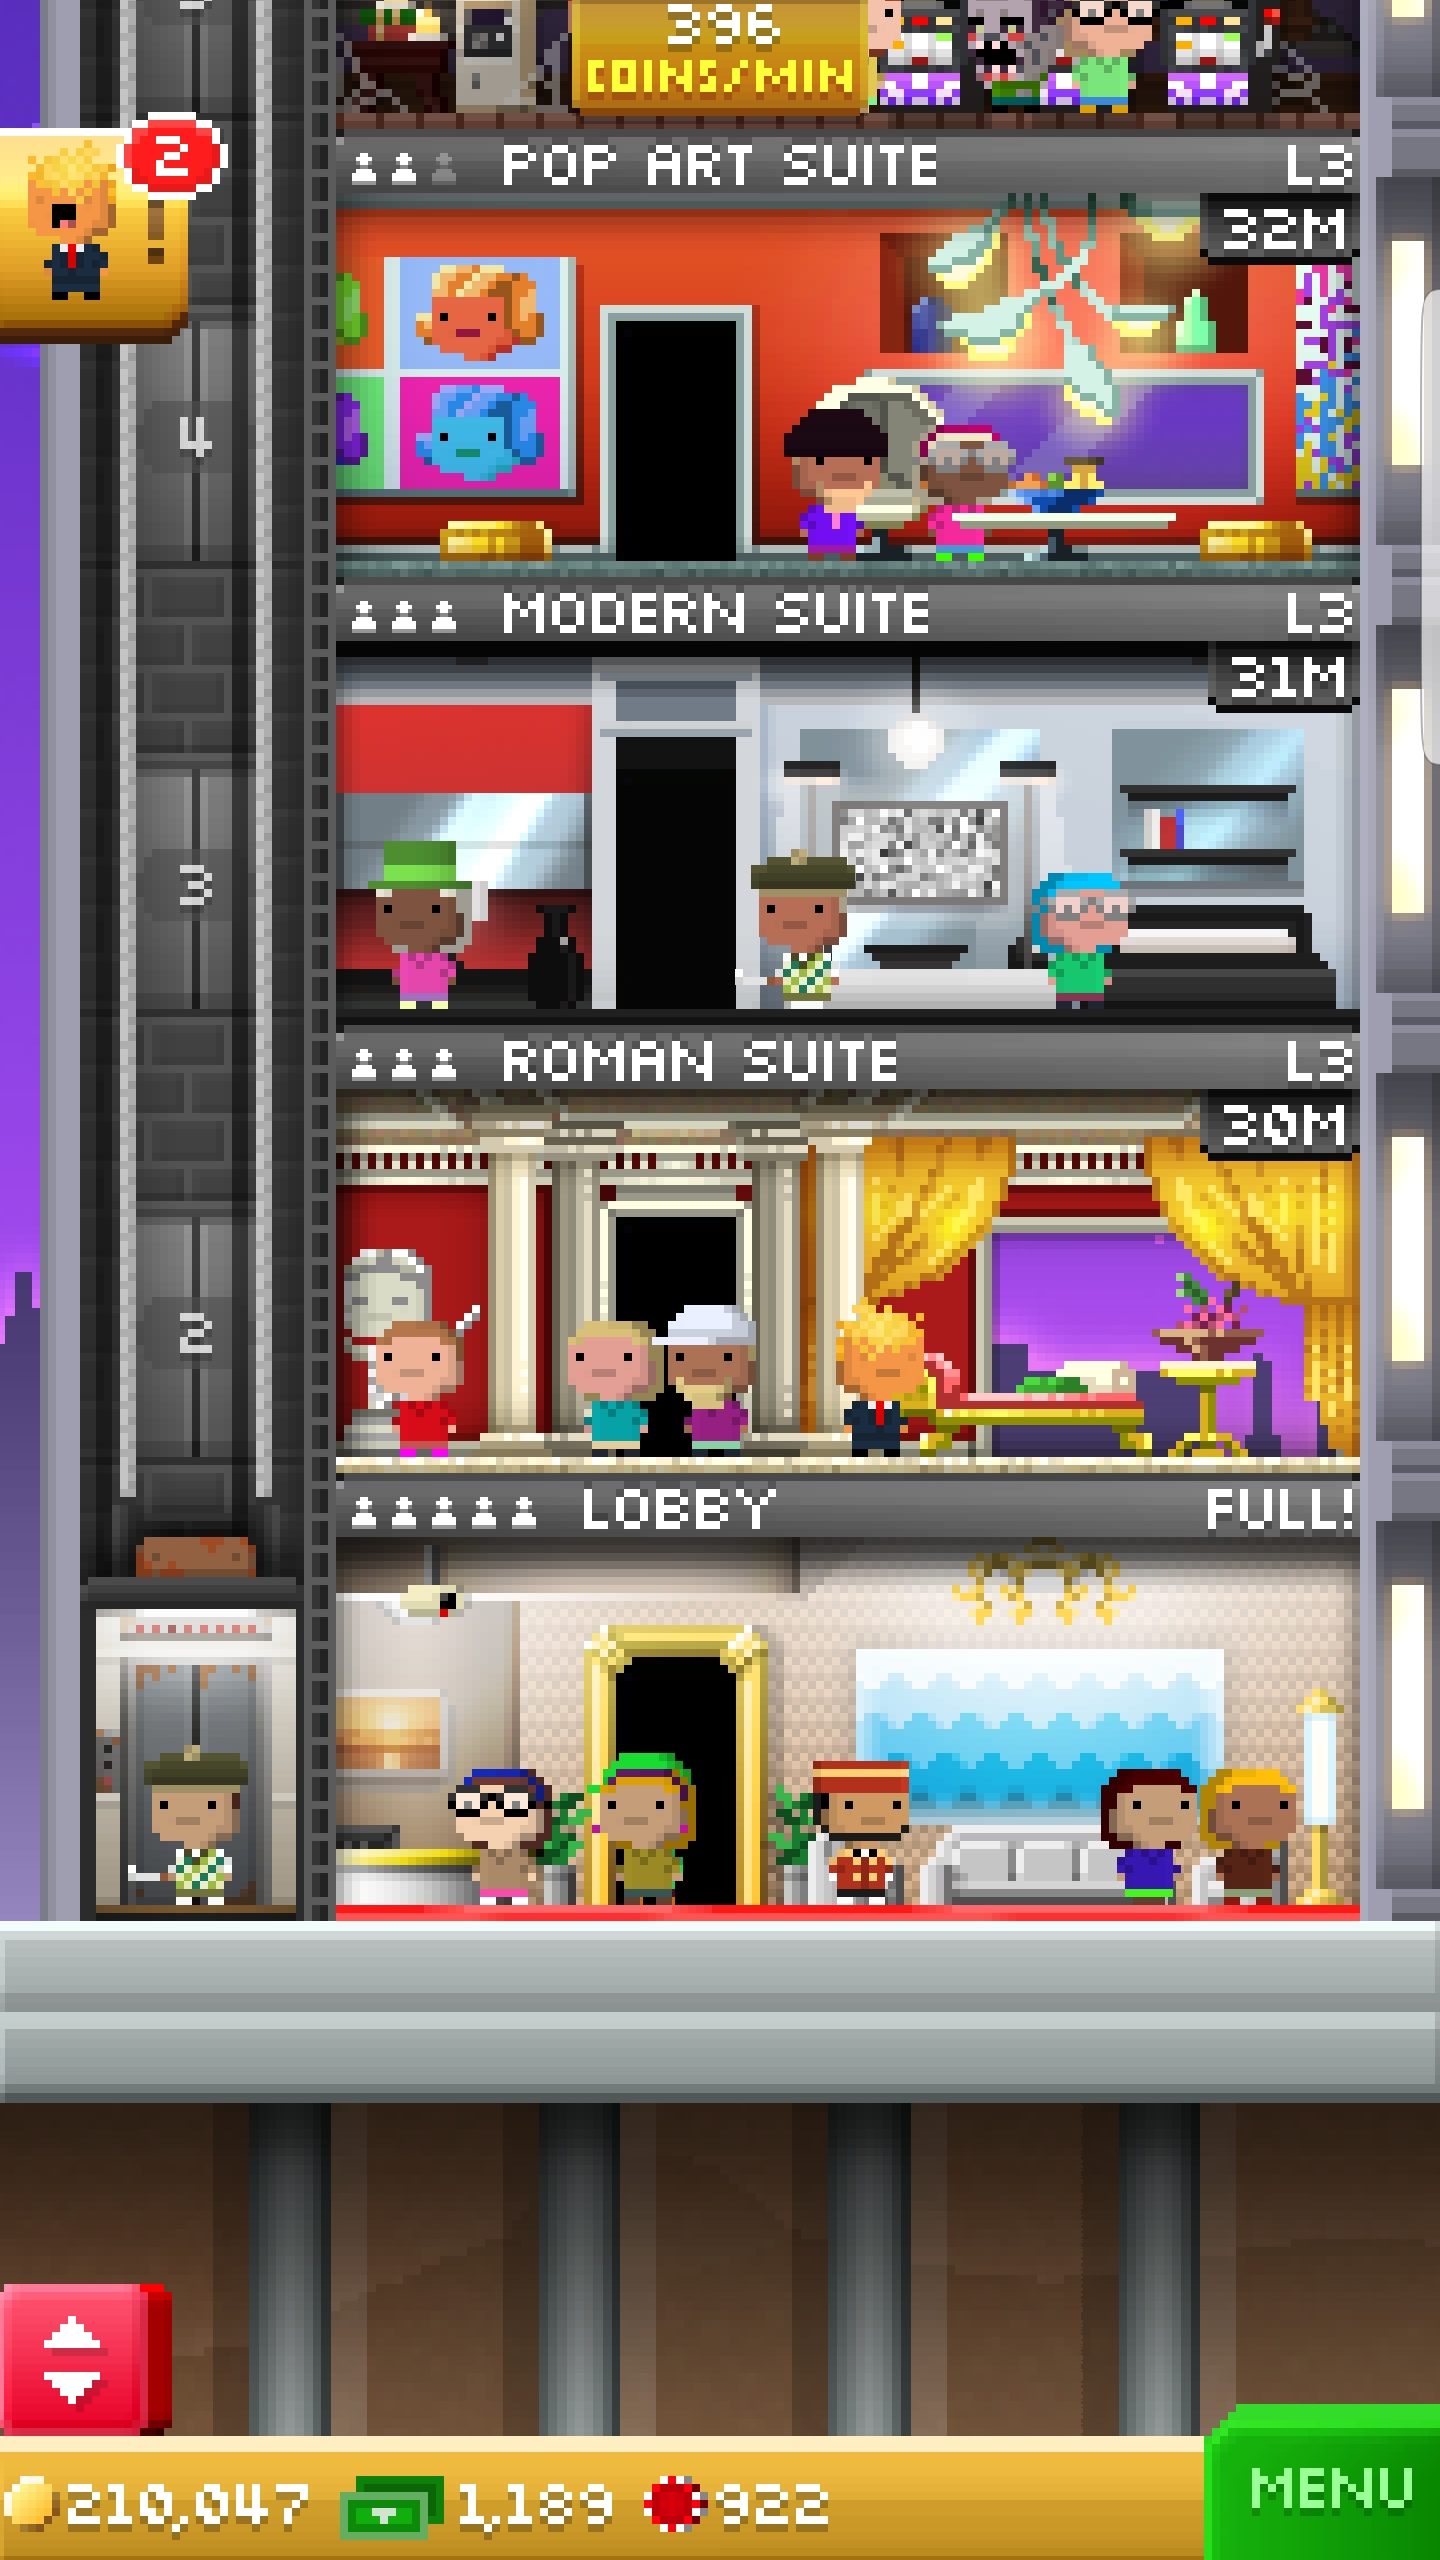 396
COINS/MIN
2
!
POP ART SUITE L3
32M
4
MODERN SUITE L3
31M
3
ROMAN SUITE L3
30M
2
LOBBY FULL!
210,047 1,189 922
MENU